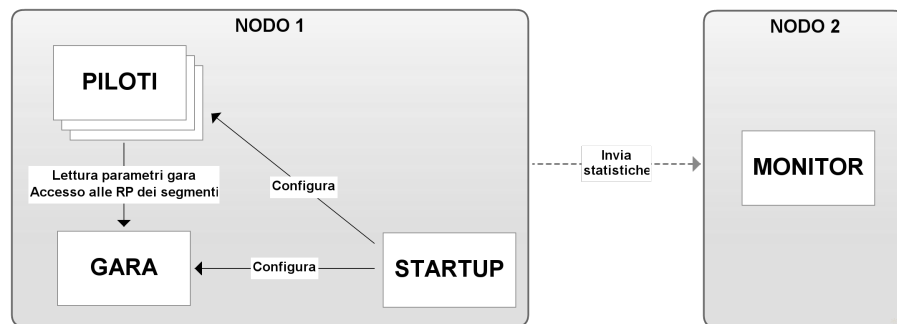 NODO 1
NODO 2
PILOTI
Lettura parametri gara
Accesso alle RP dei segmenti
Configura
Invia
statistiche
MONITOR
GARA
Configura
STARTUP